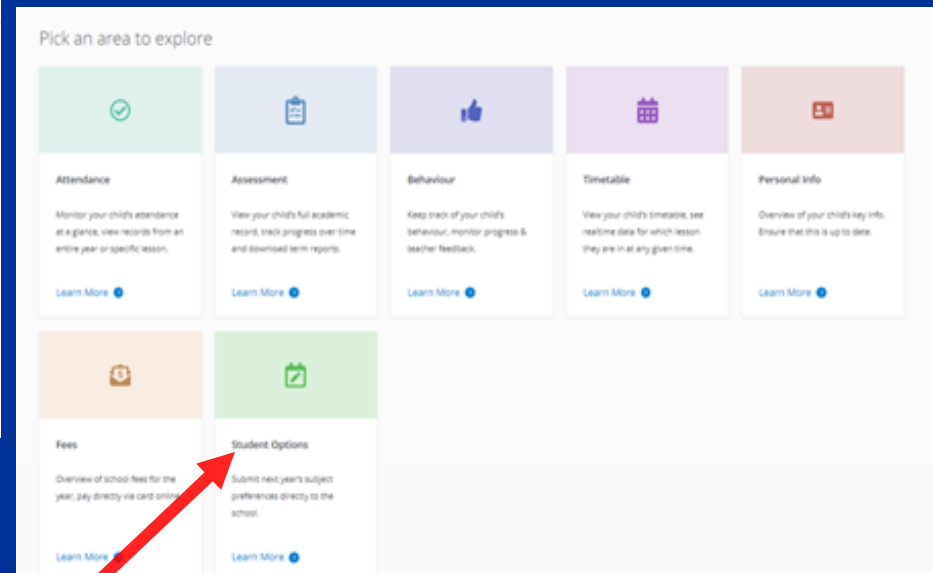 Pick an area to explore
Attendance
Monitor your child's attendance
at a glance, view records from an
entire year or specific lesson.
Learn More
Assessment
View your child's full academic
record, track progress over time
and download term reports.
Learn More
Behaviour
Keep track of your child's
behaviour, monitor progress &
teacher feedback.
Learn More
Timetable
View your child's timetable, see
realtime data for which lesson
they are in at any given time.
Learn More
Personal Info
Overview of your child's key info.
Ensure that this is up to date.
Learn More
Fees
Overview of school fees for the
year, pay directly via card online
Learn More
Student Options
Submit next year's subject
preferences directly to the
school.
Learn More